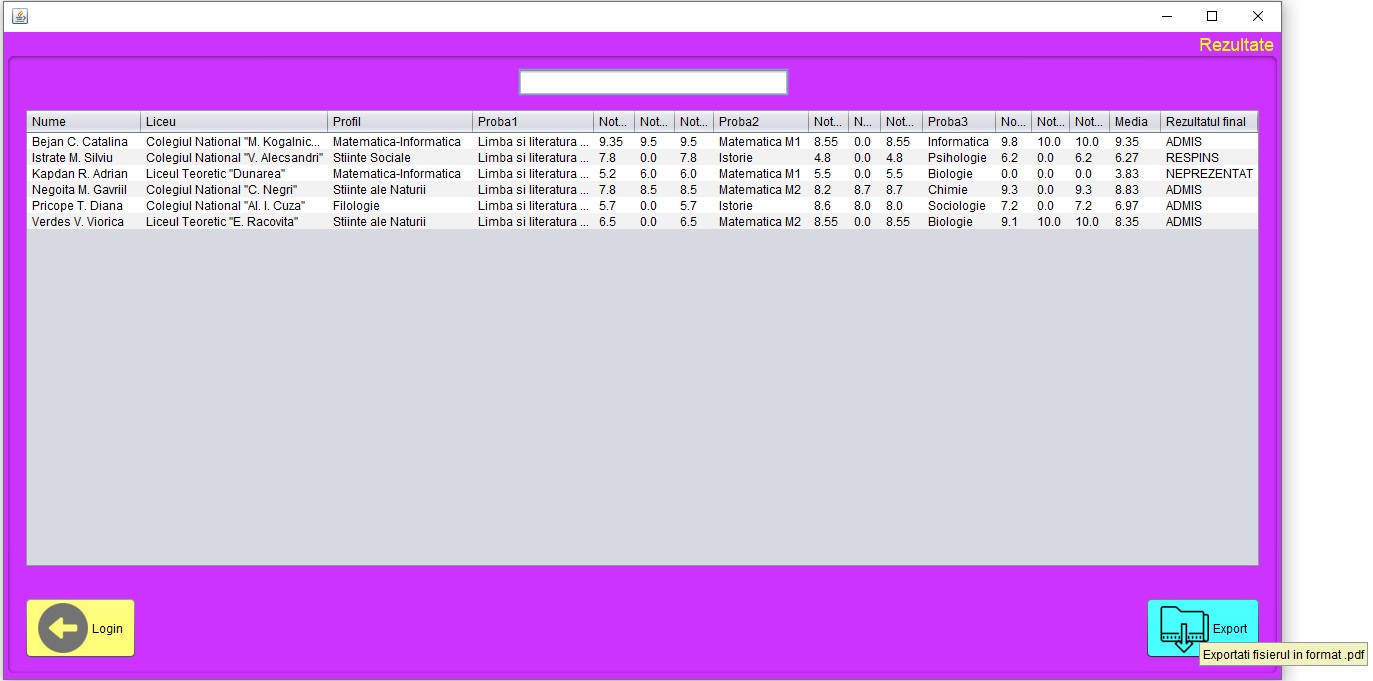 Rezultate
Nume Liceu Profil Proba1 Not... Not... Not... Proba2 Not... N... Not... Proba3 No... Not... Not... Media Rezultatul final
Bejan C. Catalina Colegiul National "M. Kogalnic... Matematica-Informatica Limba si literatura ... 9.35 9.5 9.5 Matematica M1 8.55 0.0 8.55 Informatica 9.8 10.0 10.0 9.35 ADMIS
Istrate M. Silviu Colegiul National "V. Alecsandri" Stiinte Sociale Limba si literatura ... 7.8 0.0 7.8 Istorie 4.8 0.0 4.8 Psihologie 6.2 0.0 6.2 6.27 RESPINS
Kapdan R. Adrian Liceul Teoretic "Dunarea" Matematica-Informatica Limba si literatura ... 5.2 6.0 6.0 Matematica M1 5.5 0.0 5.5 Biologie 0.0 0.0 0.0 3.83 NEPREZENTAT
Negoita M. Gavriil Colegiul National "C. Negri" Stiinte ale Naturii Limba si literatura ... 7.8 8.5 8.5 Matematica M2 8.2 8.7 8.7 Chimie 9.3 0.0 9.3 8.83 ADMIS
Pricope T. Diana Colegiul National "Al. I. Cuza" Filologie Limba si literatura ... 5.7 0.0 5.7 Istorie 8.6 8.0 8.0 Sociologie 7.2 0.0 7.2 6.97 ADMIS
Verdes V. Viorica Liceul Teoretic "E. Racovita" Stiinte ale Naturii Limba si literatura ... 6.5 0.0 6.5 Matematica M2 8.55 0.0 8.55 Biologie 9.1 10.0 10.0 8.35 ADMIS
Login Export
Exportati fisierul in format .pdf